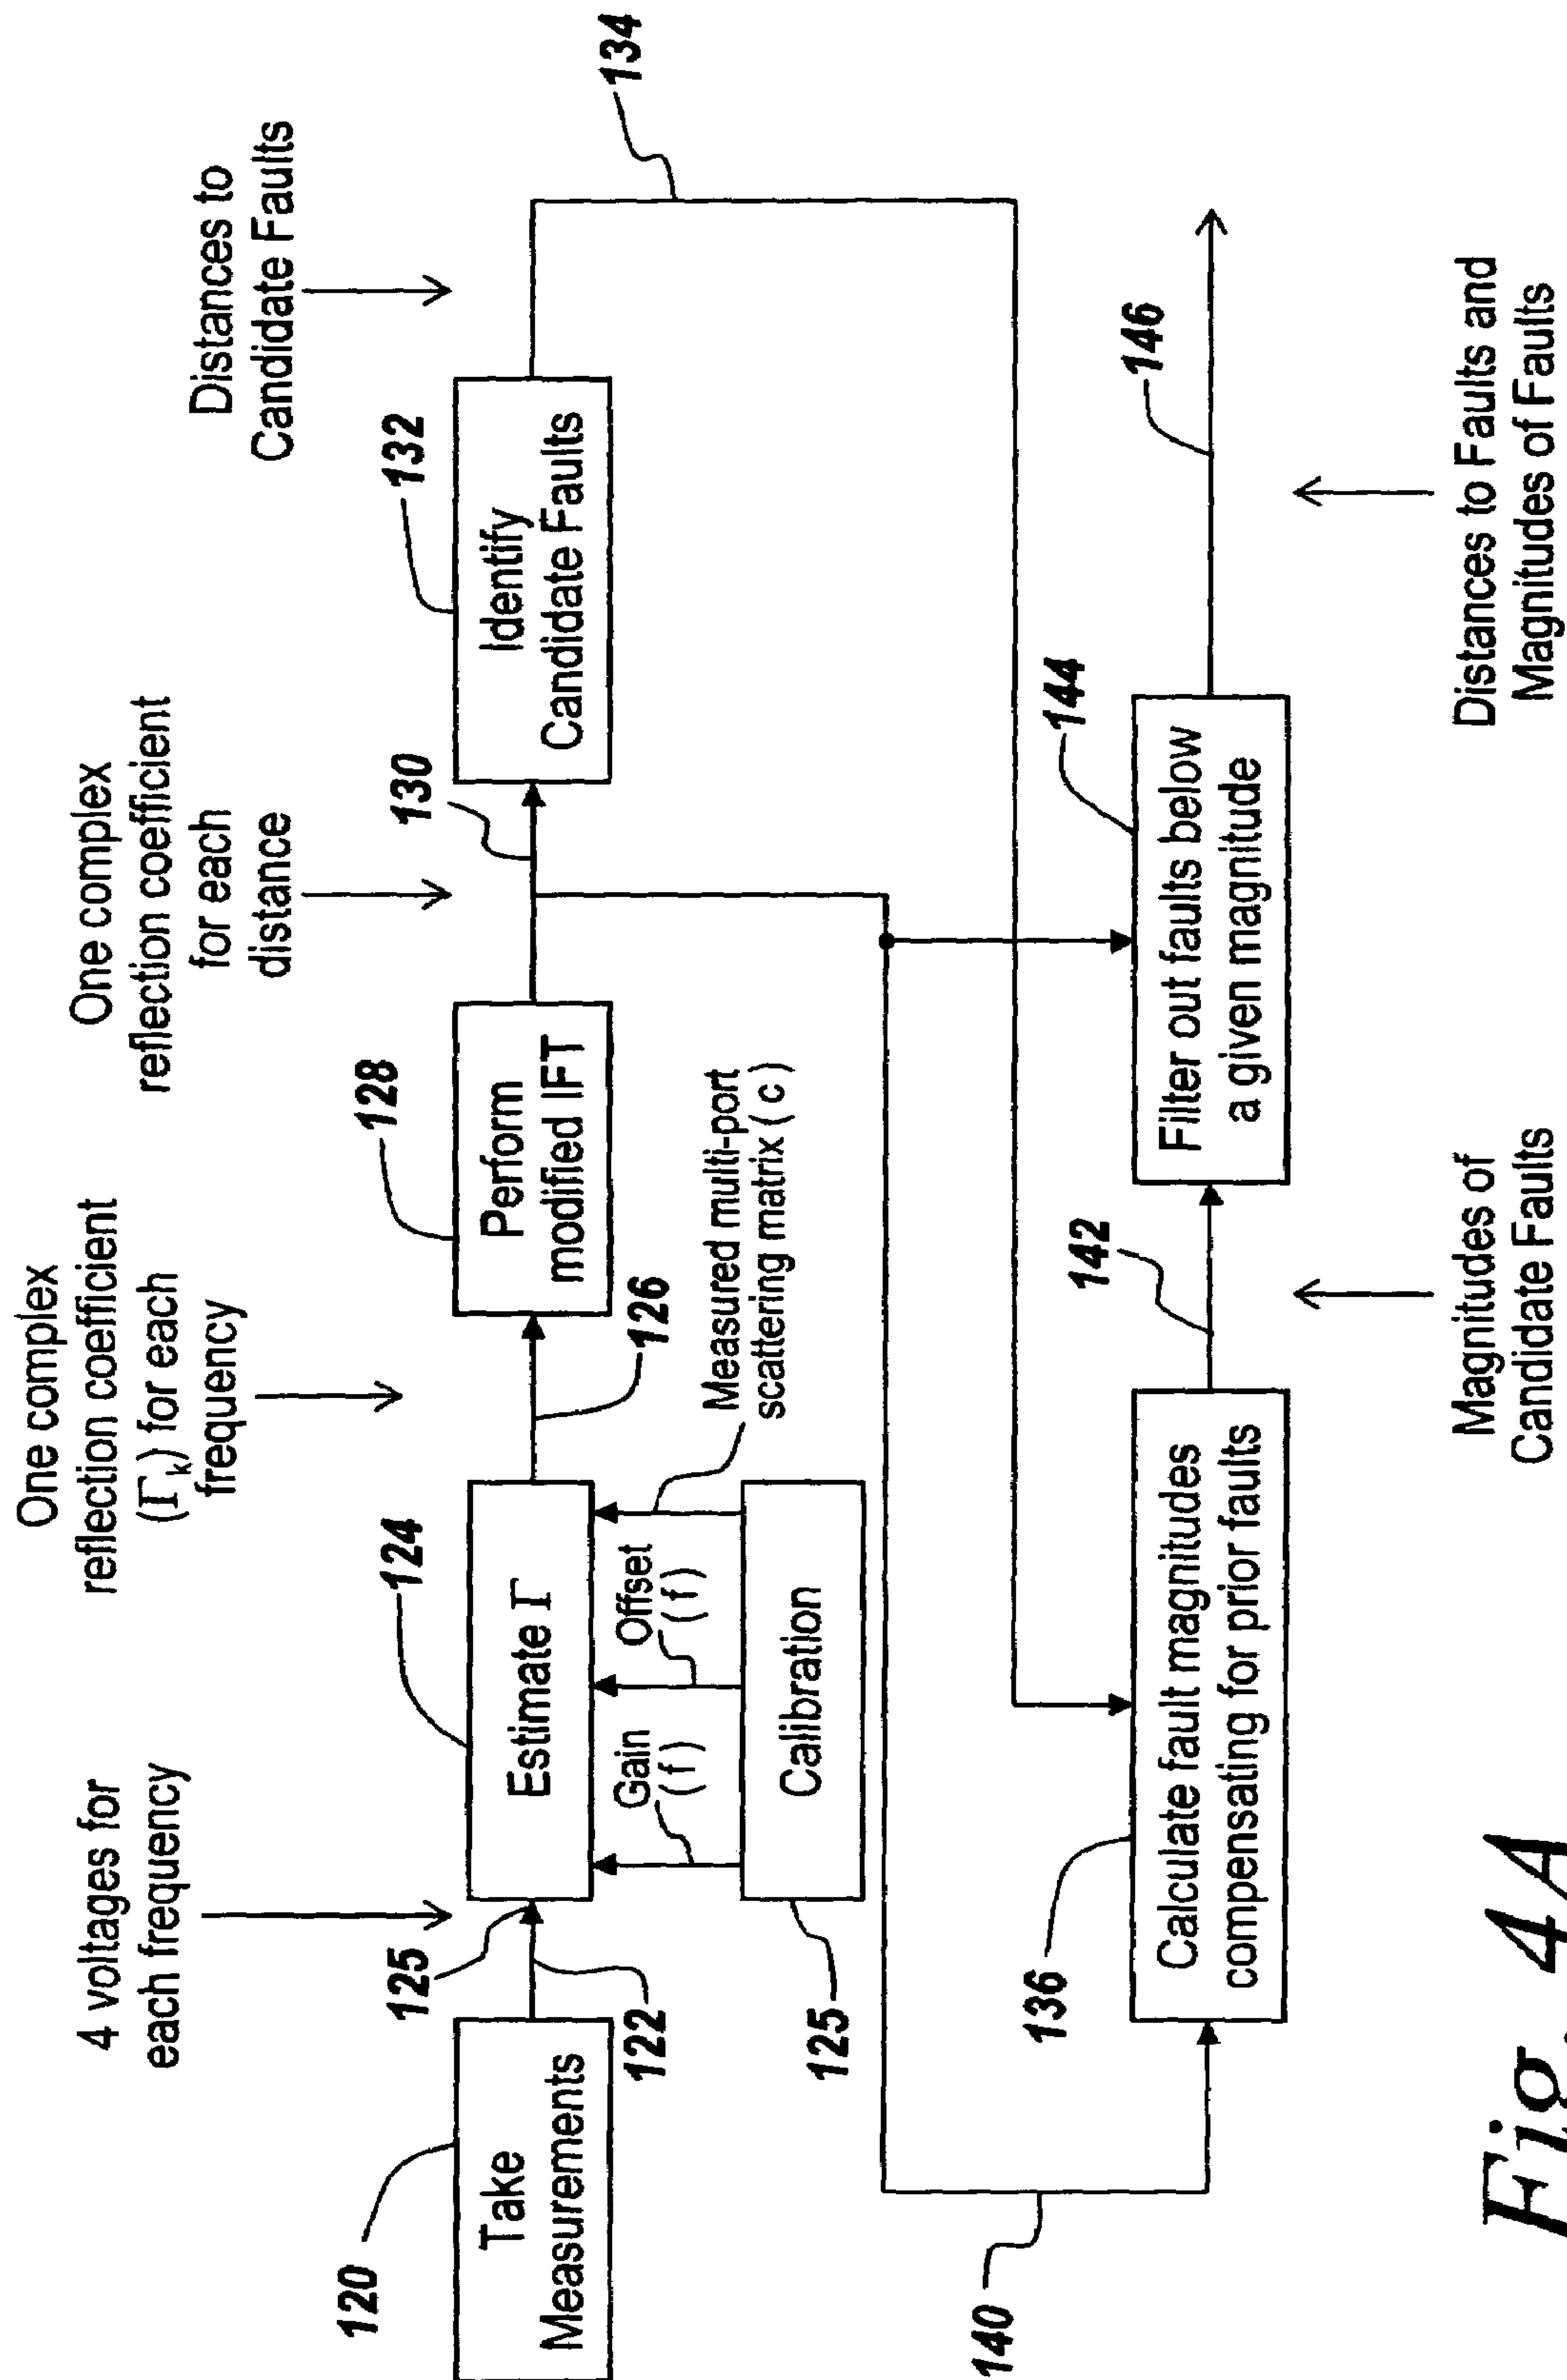 4 voltages for
each frequency
One complex
reflection coefficient
(Γk) for each
frequency
One complex
reflection coefficient
for each
distance
Distances to
Candidate Faults
120
Take
Measurements
125
122
124
Estimate Γ
126
128
Perform
modified IFT
130
132
Identify
Candidate Faults
134
Gain
(f)
Offset
(f)
Measured multi-port
scattering matrix (c)
125
Calibration
140
136
Calculate fault magnitudes
compensating for prior faults
142
144
Filter out faults below
a given magnitude
146
Magnitudes of
Candidate Faults
Distances to Faults and
Magnitudes of Faults
Fig. 4A